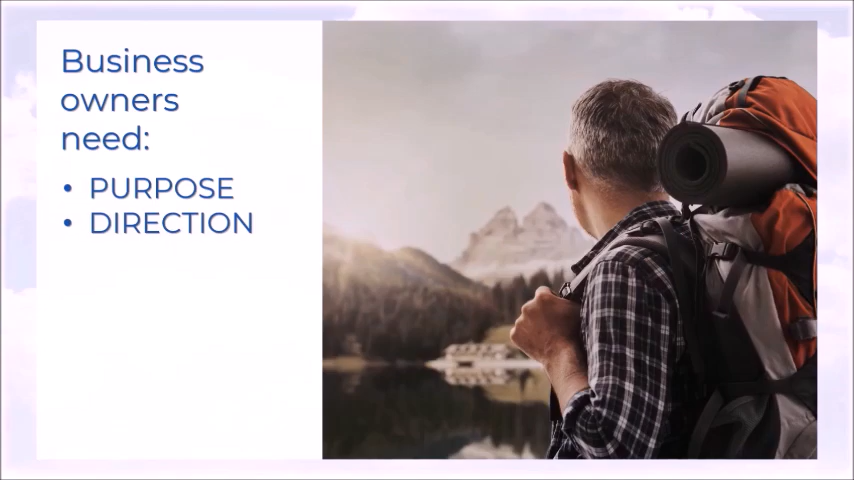 Business
owners
need:
• PURPOSE
• DIRECTION